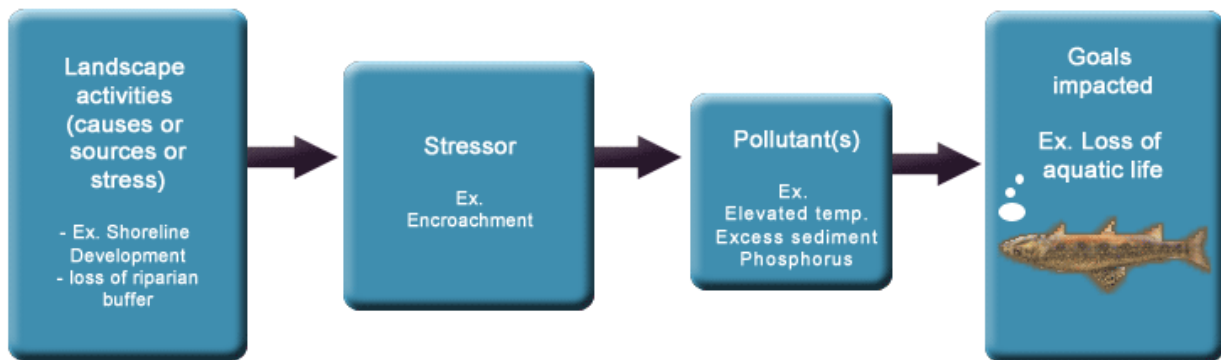 Landscape
activities
(causes or
sources or
stress)
- Ex. Shoreline
Development
- loss of riparian
buffer
Stressor
Ex.
Encroachment
Pollutant(s)
Ex.
Elevated temp.
Excess sediment
Phosphorus
Goals
impacted
Ex. Loss of
aquatic life